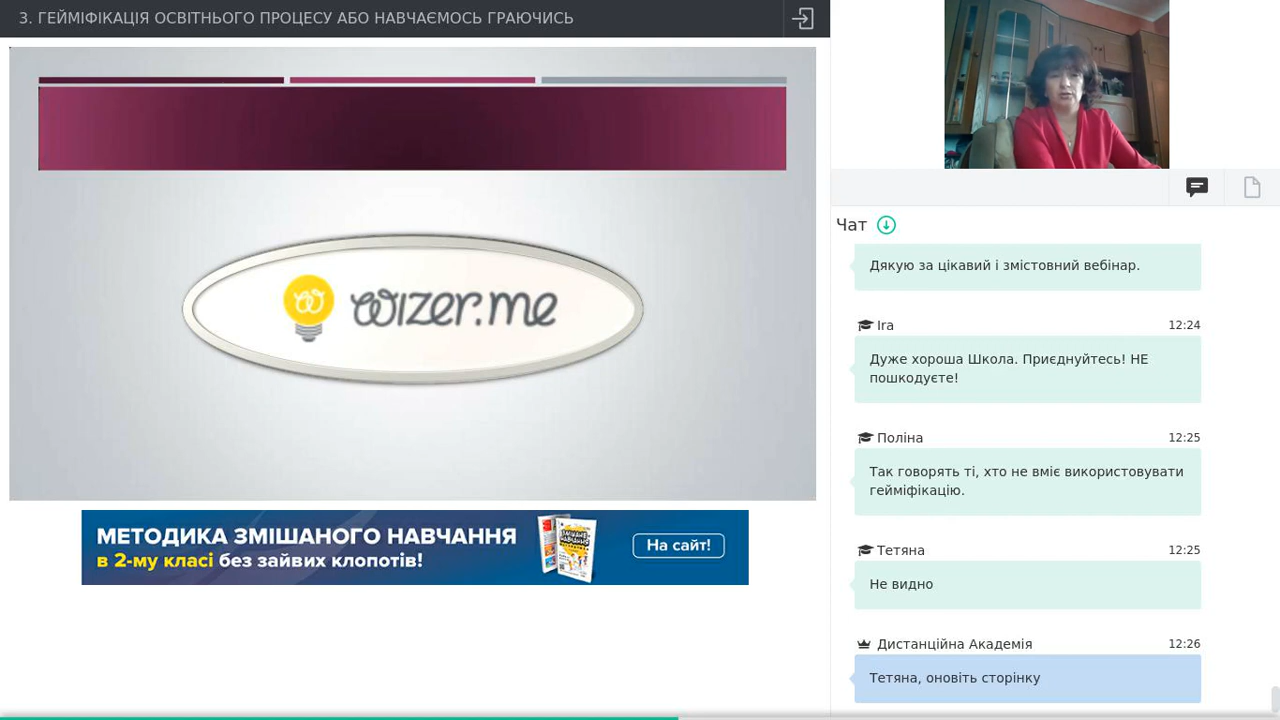 3. ГЕЙМІФІКАЦІЯ ОСВІТНЬОГО ПРОЦЕСУ АБО НАВЧАЄМОСЬ ГРАЮЧИСЬ
wizer.me
МЕТОДИКА ЗМІШАНОГО НАВЧАННЯ
в 2-му класі без зайвих клопотів!
На сайт!
Чат
Дякую за цікавий і змістовний вебінар.
Ira 12:24
Дуже хороша Школа. Приєднуйтесь! НЕ
пошкодуєте!
Поліна 12:25
Так говорять ті, хто не вміє використовувати
гейміфікацію.
Тетяна 12:25
Не видно
Дистанційна Академія 12:26
Тетяна, оновіть сторінку